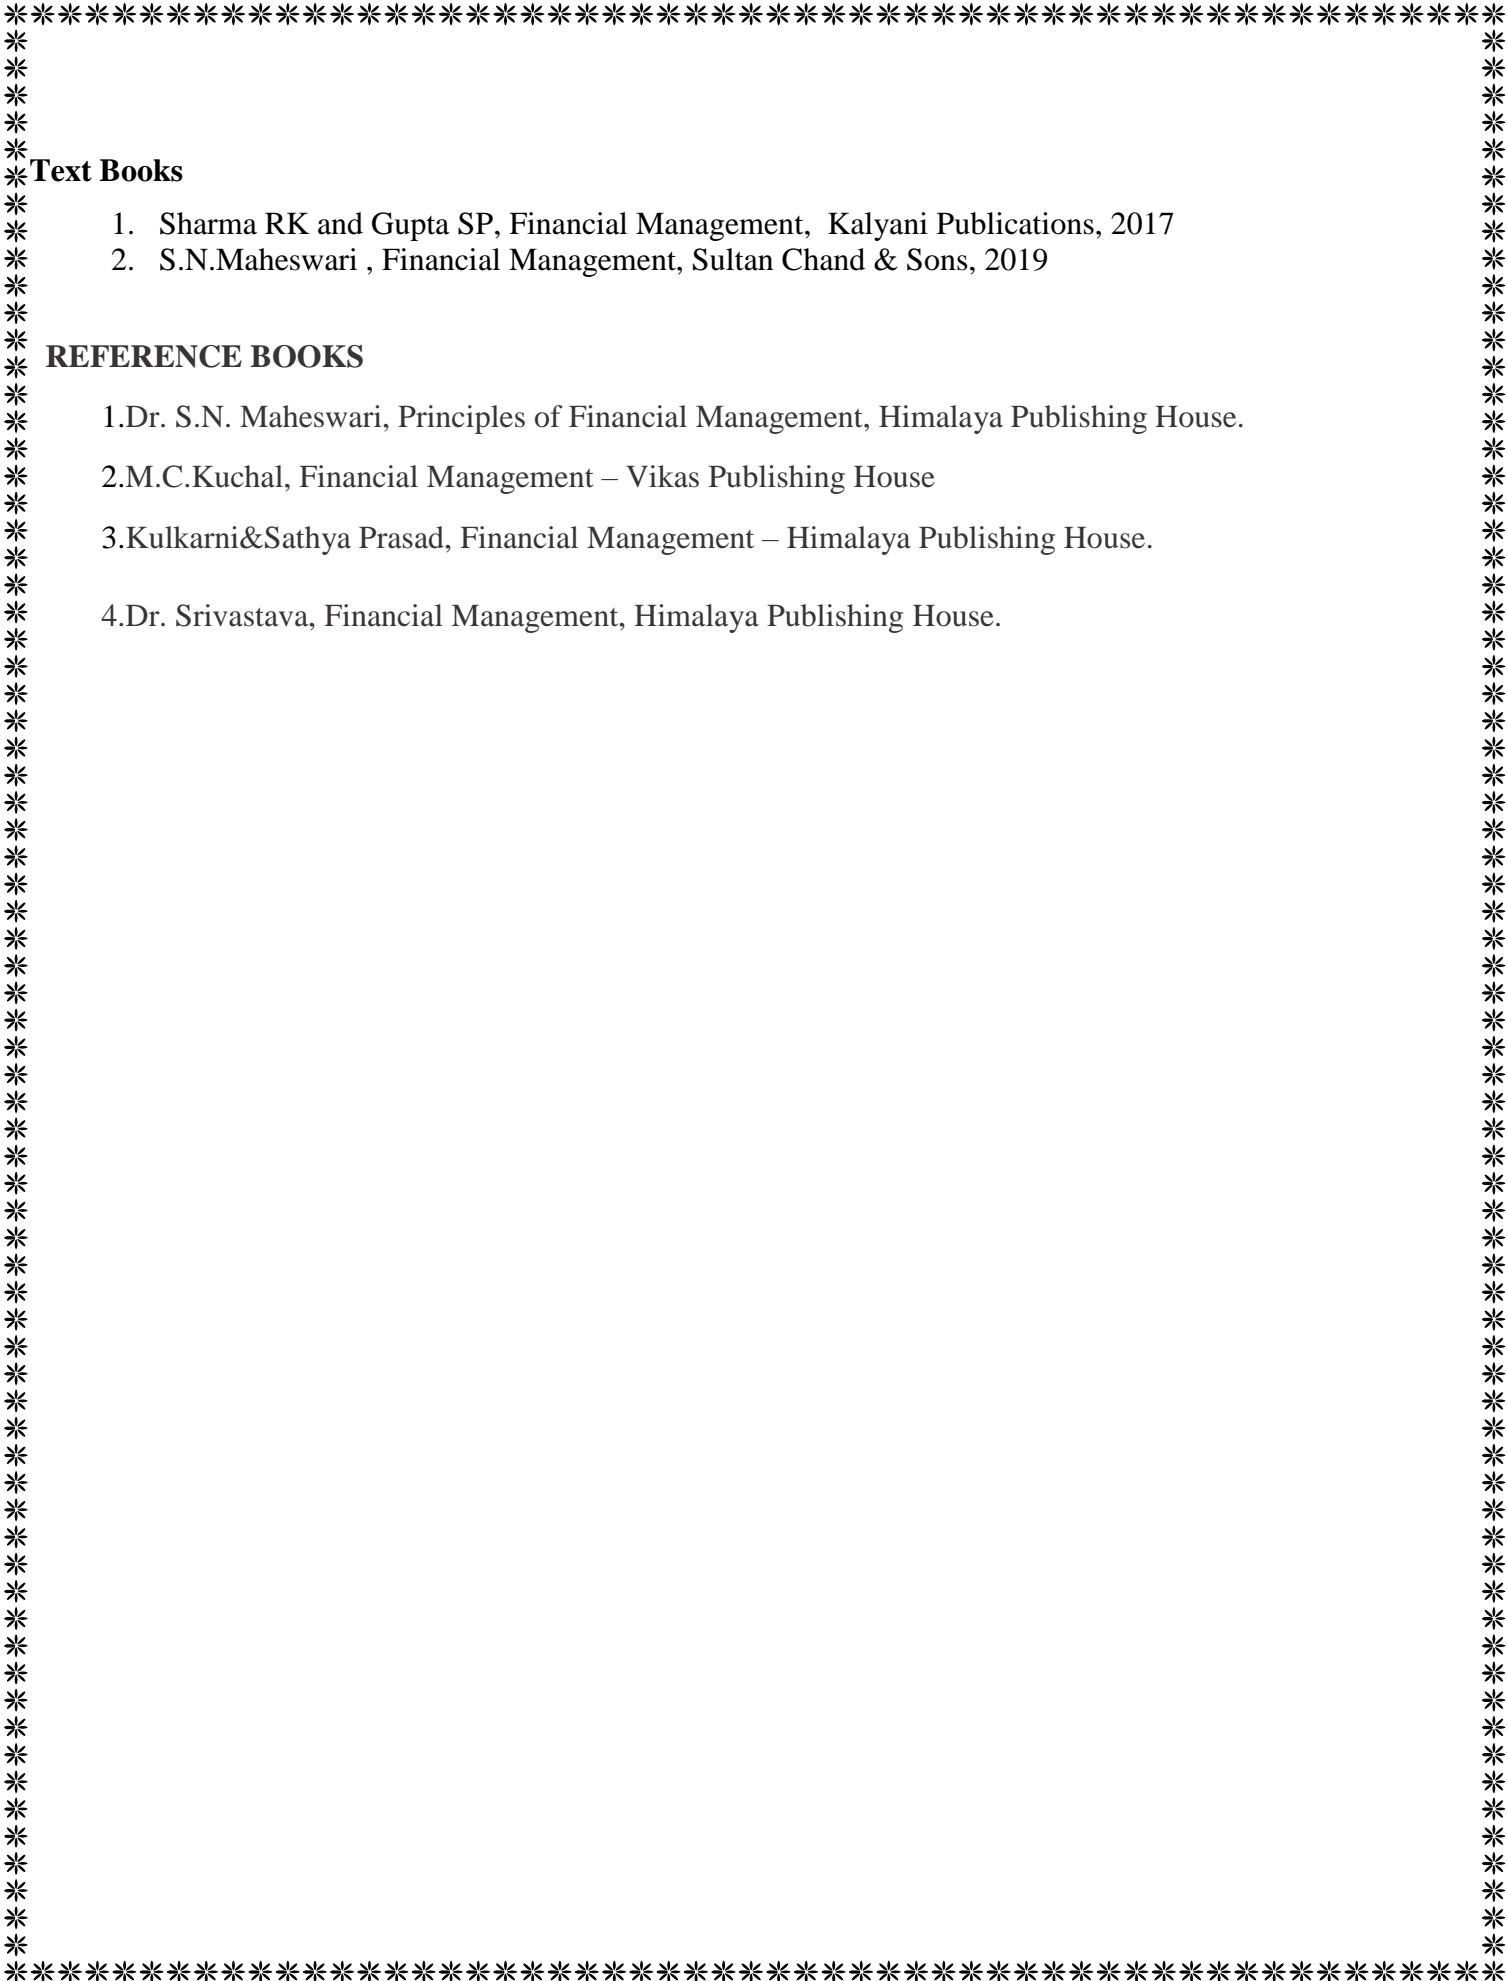 Text Books
1. Sharma RK and Gupta SP, Financial Management, Kalyani Publications, 2017
2. S.N.Maheswari , Financial Management, Sultan Chand & Sons, 2019
REFERENCE BOOKS
1.Dr. S.N. Maheswari, Principles of Financial Management, Himalaya Publishing House.
2.M.C.Kuchal, Financial Management – Vikas Publishing House
3.Kulkarni&Sathya Prasad, Financial Management – Himalaya Publishing House.
4.Dr. Srivastava, Financial Management, Himalaya Publishing House.